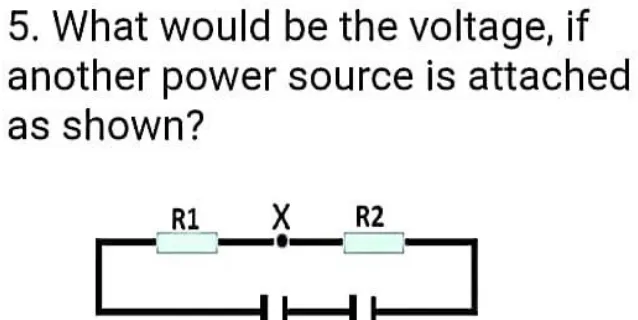 5. What would be the voltage, if
another power source is attached
as shown?
R1 X R2